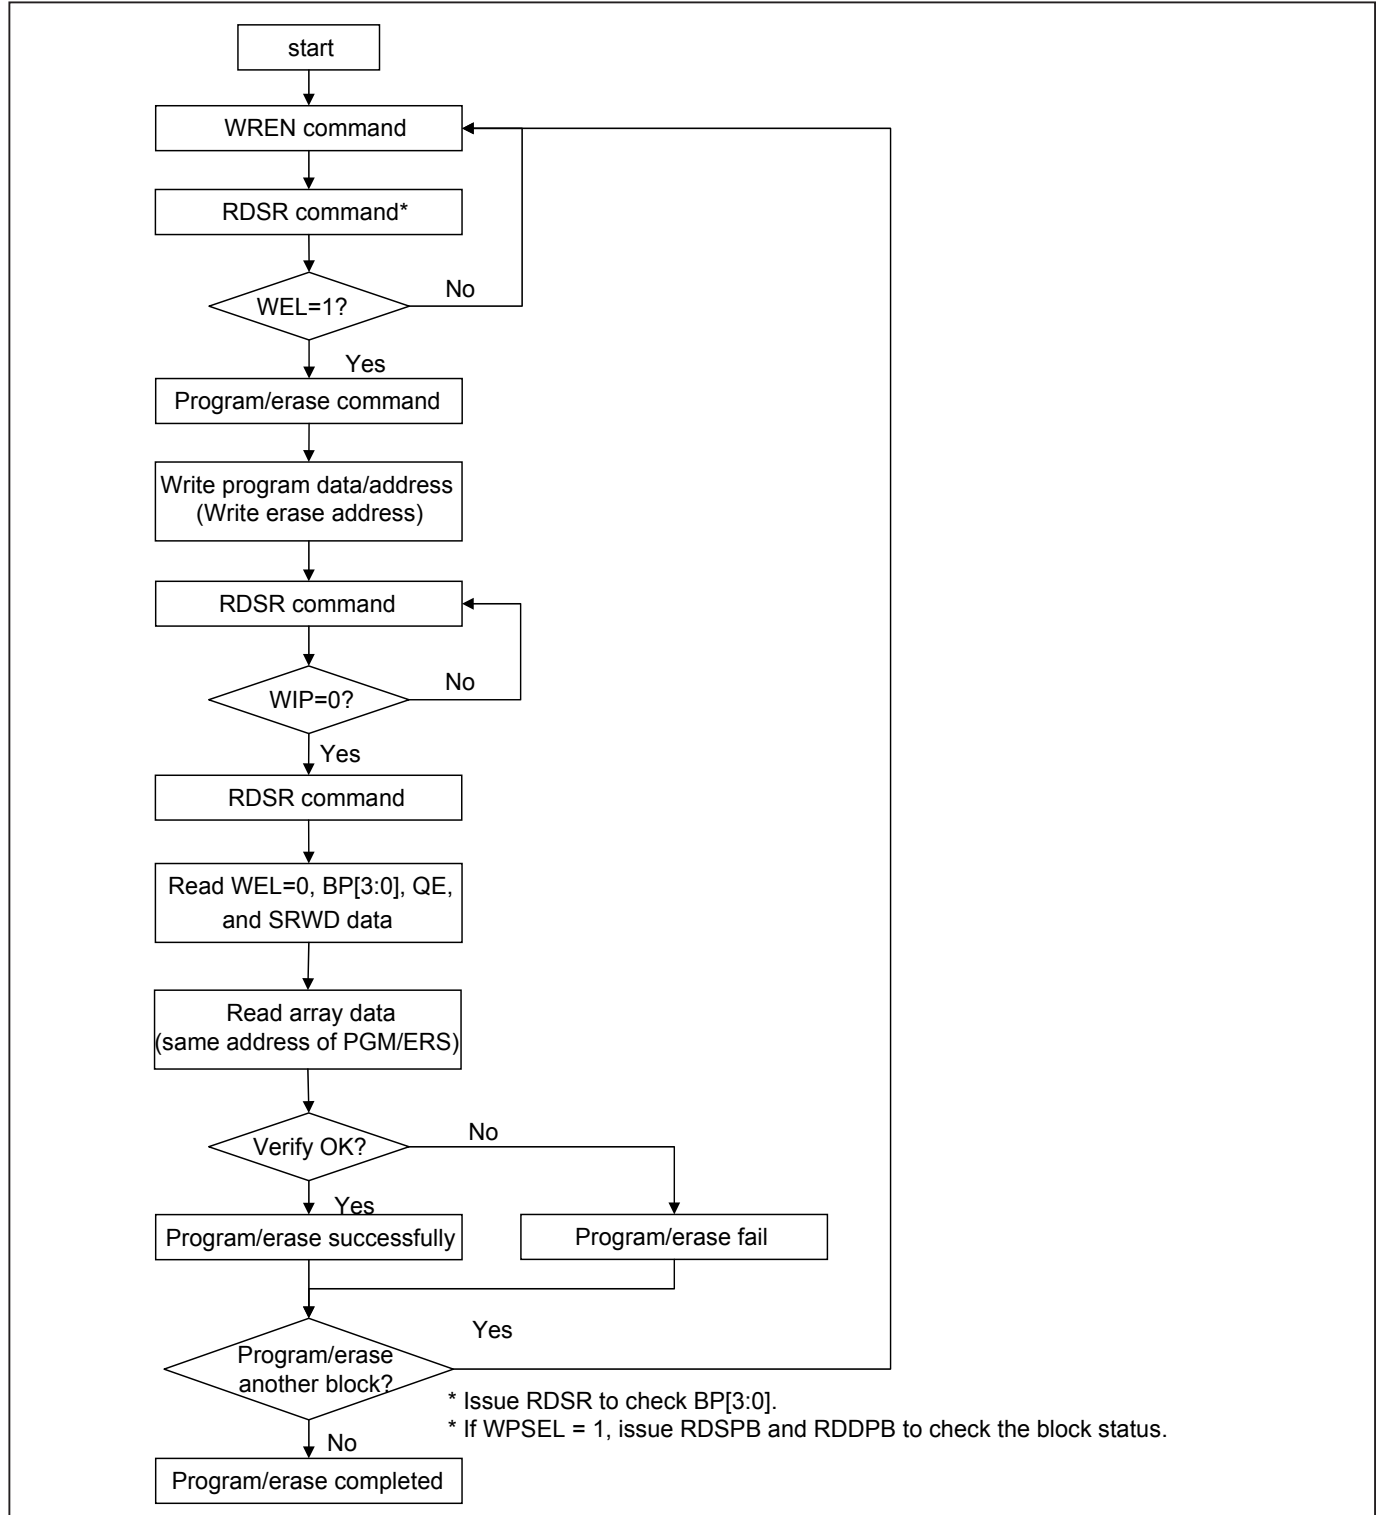 start
WREN command
RDSR command*
No
WEL=1?
Yes
Program/erase command
Write program data/address
(Write erase address)
RDSR command
No
WIP=0?
Yes
RDSR command
Read WEL=0, BP[3:0], QE,
and SRWD data
Read array data
(same address of PGM/ERS)
No
Verify OK?
Yes
Program/erase successfully
Program/erase fail
Yes
Program/erase
another block?
* Issue RDSR to check BP[3:0].
* If WPSEL = 1, issue RDSPB and RDDPB to check the block status.
No
Program/erase completed